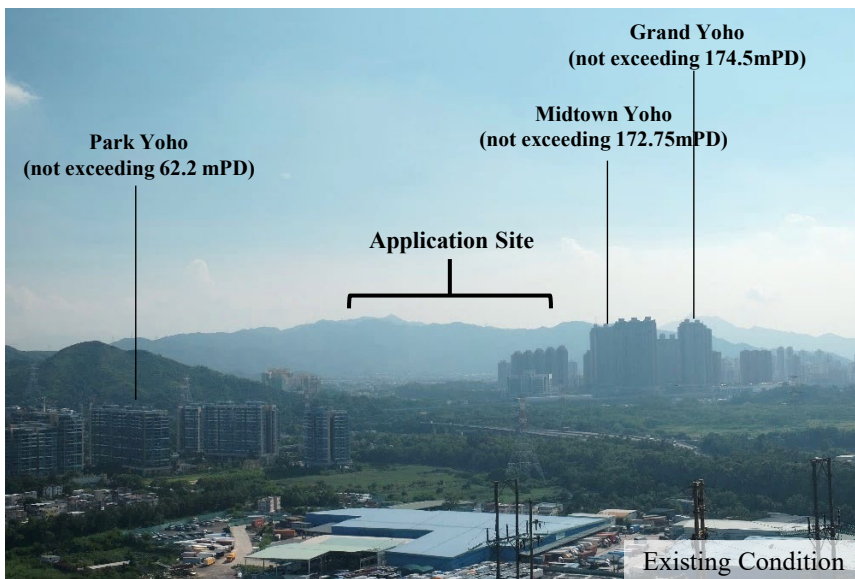 Grand Yoho
(not exceeding 174.5mPD)
Midtown Yoho
(not exceeding 172.75mPD)
Park Yoho
(not exceeding 62.2 mPD)
Application Site
Existing Condition